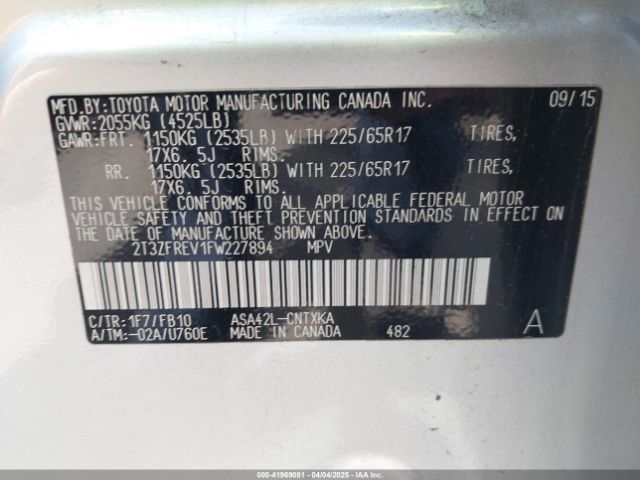 MFD.BY:TOYOTA MOTOR MANUFACTURING CANADA INC. 09/15
GVWR:2055KG (4525LB)
GAWR:FRT. 1150KG (2535LB) WITH 225/65R17 TIRES,
17X6. 5J RIMS.
RR. 1150KG (2535LB) WITH 225/65R17 TIRES,
17X6. 5J RIMS.
THIS VEHICLE CONFORMS TO ALL APPLICABLE FEDERAL MOTOR
VEHICLE SAFETY AND THEFT PREVENTION STANDARDS IN EFFECT ON
THE DATE OF MANUFACTURE SHOWN ABOVE.
2T3ZFREV1FW227894 MPV
C/TR:1F7/FB10 ASA42L-CNTXKA
A/TM:-02A/U760E MADE IN CANADA 482 A
000-41969061 - 04/04/2025 - IAA Inc.